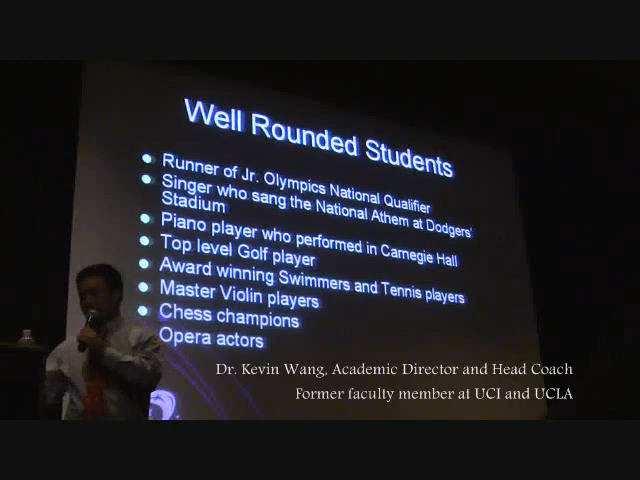 Well Rounded Students
Runner of Jr. Olympics National Qualifier
Singer who sang the National Athem at Dodgers'
Stadium
Piano player who performed in Carnegie Hall
Top level Golf player
Award winning Swimmers and Tennis players
Master Violin players
Chess champions
Opera actors
Dr. Kevin Wang, Academic Director and Head Coach
Former faculty member at UCI and UCLA